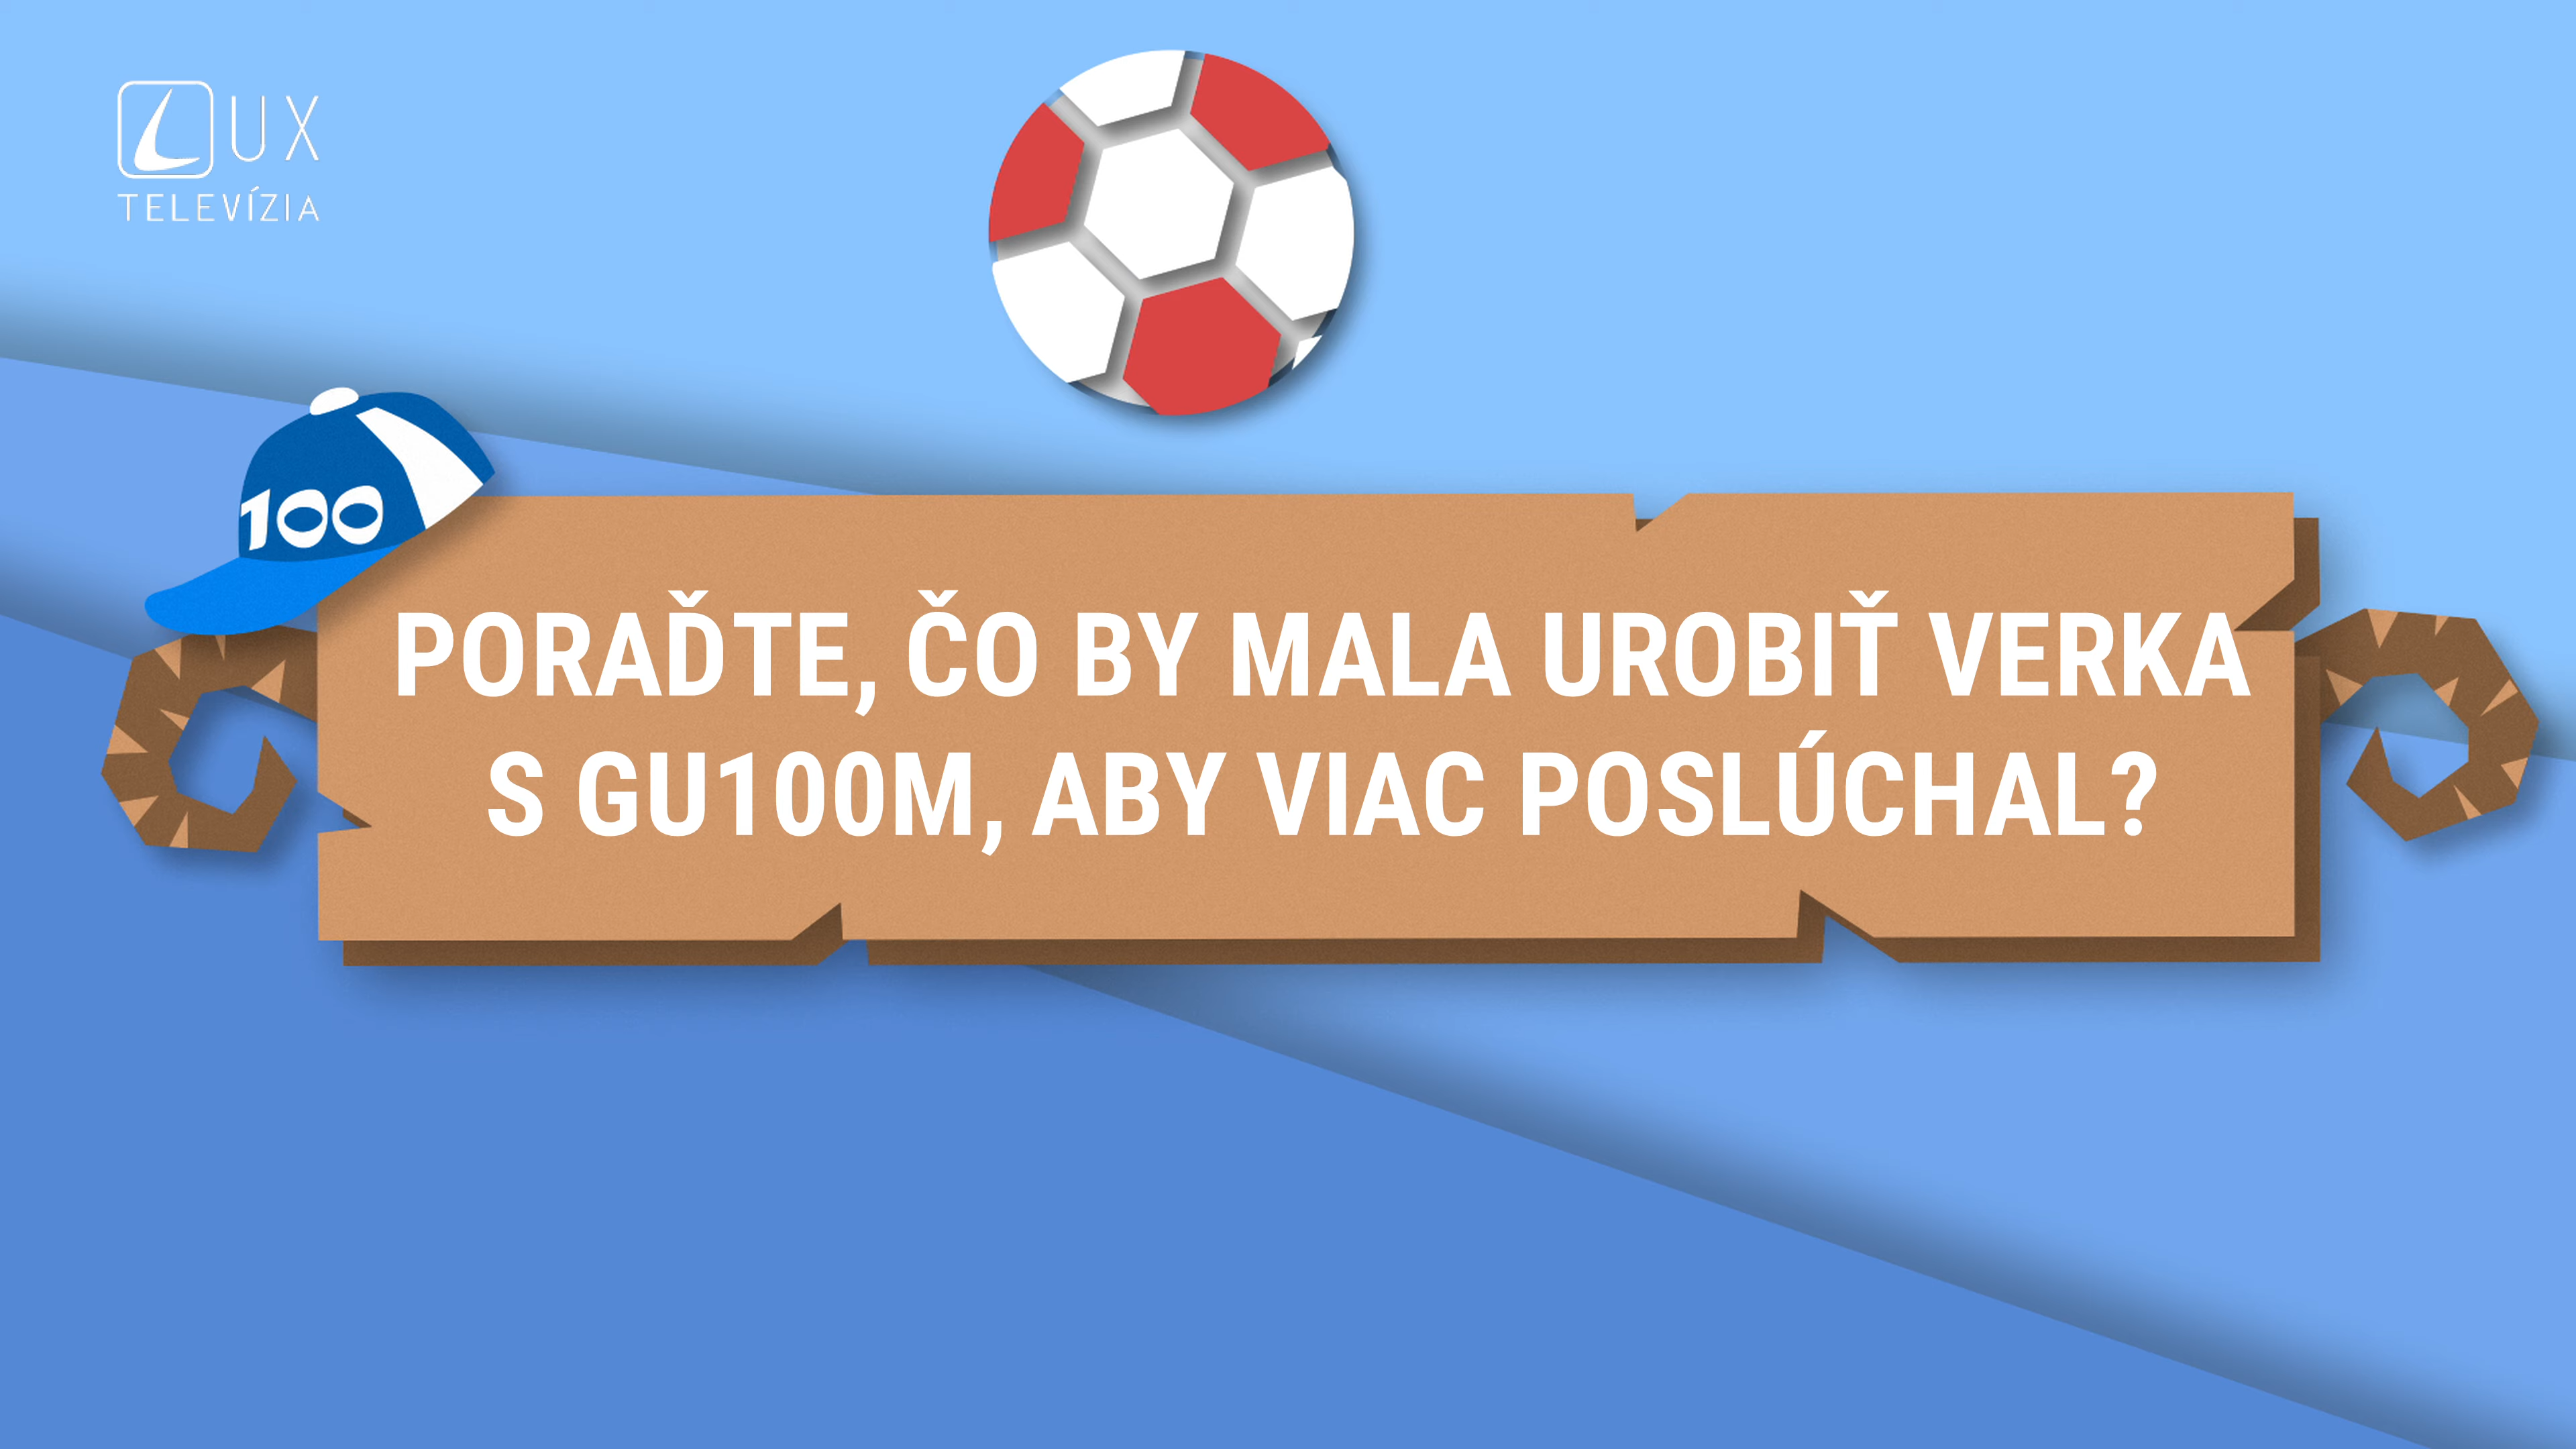 LUX
TELEVÍZIA
100
PORAĎTE, ČO BY MALA UROBIŤ VERKA
S GU100M, ABY VIAC POSLÚCHAL?